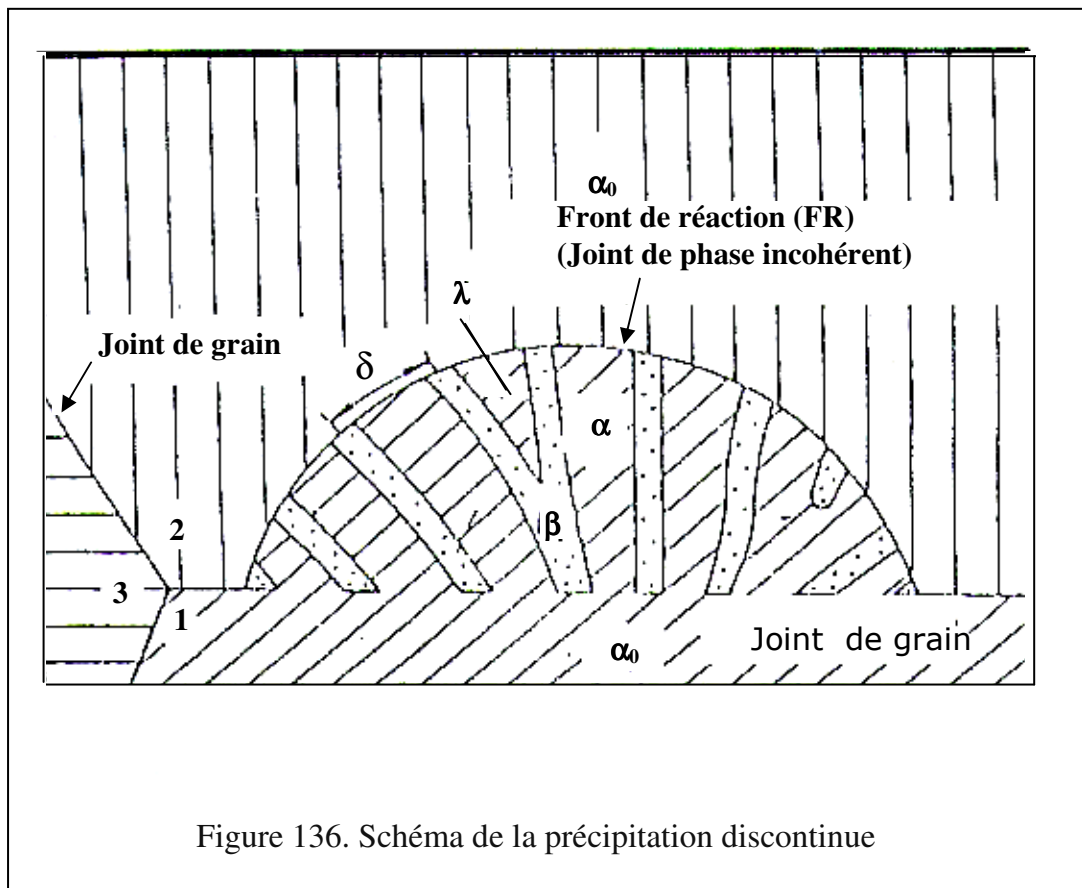 α₀
Front de réaction (FR)
(Joint de phase incohérent)
λ
Joint de grain
δ
α
β
2
3
1
α₀
Joint de grain
Figure 136. Schéma de la précipitation discontinue